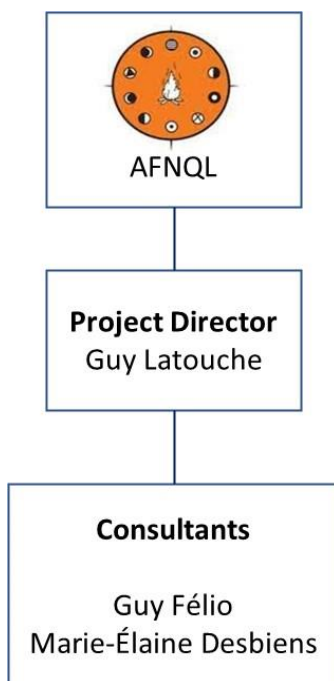 AFNQL
Project Director
Guy Latouche
Consultants
Guy Félio
Marie-Élaine Desbiens